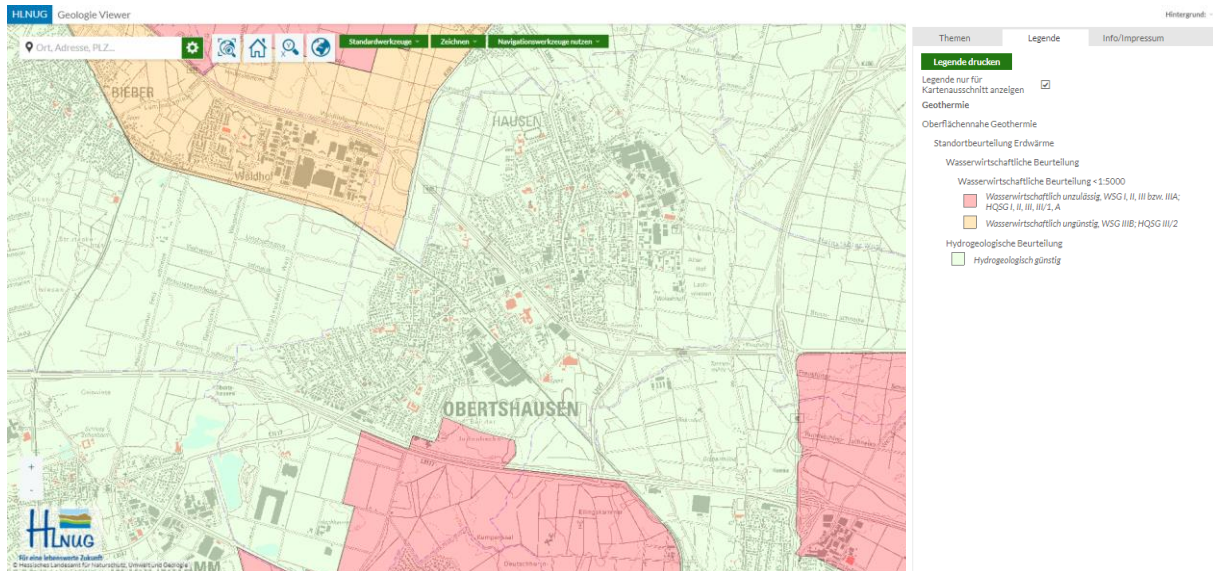 HLNUG Geologie Viewer
Hintergrund:
Ort, Adresse, PLZ...
Standardwerkzeuge
Zeichnen
Navigationswerkzeuge nutzen
Themen
Legende
Info/Impressum
Legende drucken
Legende nur für
Kartenausschnitt anzeigen
Geothermie
Oberflächennahe Geothermie
Standortbeurteilung Erdwärme
Wasserwirtschaftliche Beurteilung
Wasserwirtschaftliche Beurteilung <1:5000
Wasserwirtschaftlich unzulässig, WSG I, II, III bzw. IIIA;
HQSG I, II, III, III/1, A
Wasserwirtschaftlich ungünstig, WSG IIIB; HQSG III/2
Hydrogeologische Beurteilung
Hydrogeologisch günstig
BIEBER
HAUSEN
Waldhof
OBERTSHAUSEN
+
-
HLNUG
Für eine lebenswerte Zukunft
© Hessisches Landesamt für Naturschutz, Umwelt und Geologie